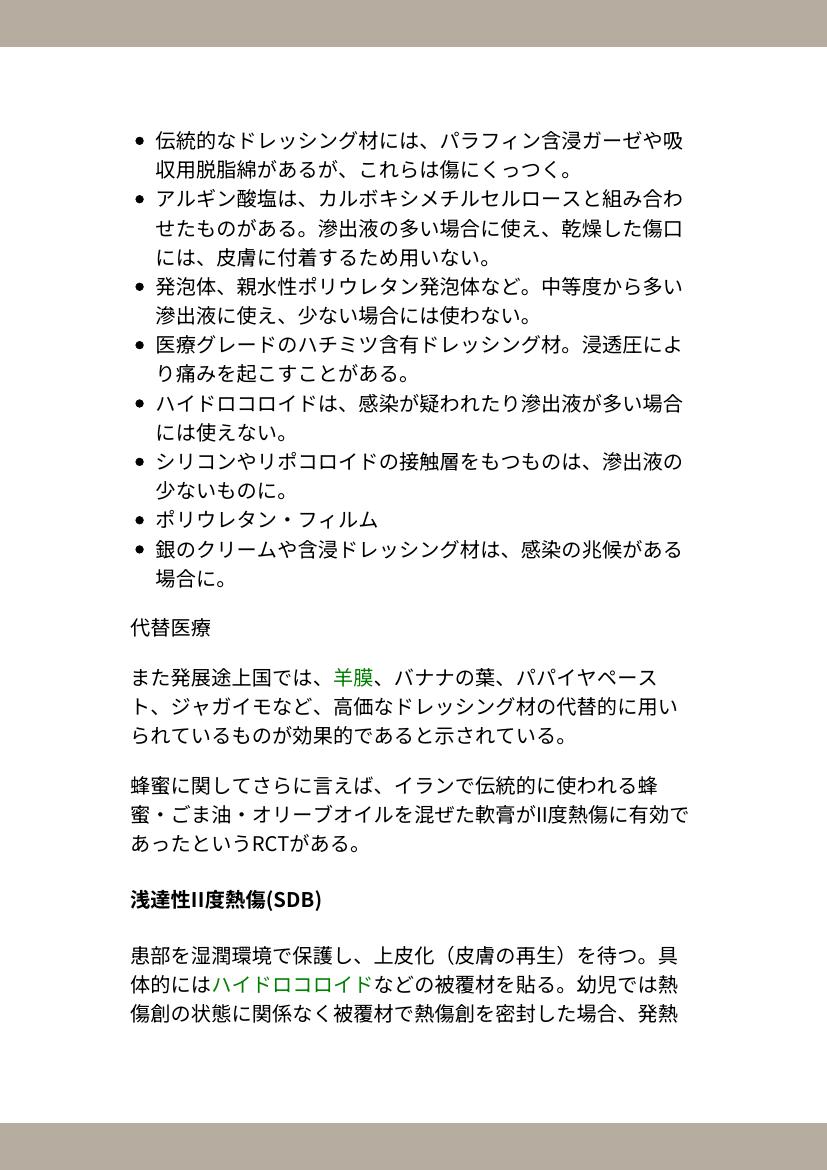 • 伝統的なドレッシング材には、パラフィン含浸ガーゼや吸
収用脱脂綿があるが、これらは傷にくっつく。
• アルギン酸塩は、カルボキシメチルセルロースと組み合わ
せたものがある。滲出液の多い場合に使え、乾燥した傷口
には、皮膚に付着するため用いない。
• 発泡体、親水性ポリウレタン発泡体など。中等度から多い
滲出液に使え、少ない場合には使わない。
• 医療グレードのハチミツ含有ドレッシング材。浸透圧によ
り痛みを起こすことがある。
• ハイドロコロイドは、感染が疑われたり滲出液が多い場合
には使えない。
• シリコンやリポコロイドの接触層をもつものは、滲出液の
少ないものに。
• ポリウレタン・フィルム
• 銀のクリームや含浸ドレッシング材は、感染の兆候がある
場合に。
代替医療
また発展途上国では、羊膜、バナナの葉、パパイヤペース
ト、ジャガイモなど、高価なドレッシング材の代替的に用い
られているものが効果的であると示されている。
蜂蜜に関してさらに言えば、イランで伝統的に使われる蜂
蜜・ごま油・オリーブオイルを混ぜた軟膏がII度熱傷に有効で
あったというRCTがある。
浅達性II度熱傷(SDB)
患部を湿潤環境で保護し、上皮化（皮膚の再生）を待つ。具
体的にはハイドロコロイドなどの被覆材を貼る。幼児では熱
傷創の状態に関係なく被覆材で熱傷創を密封した場合、発熱